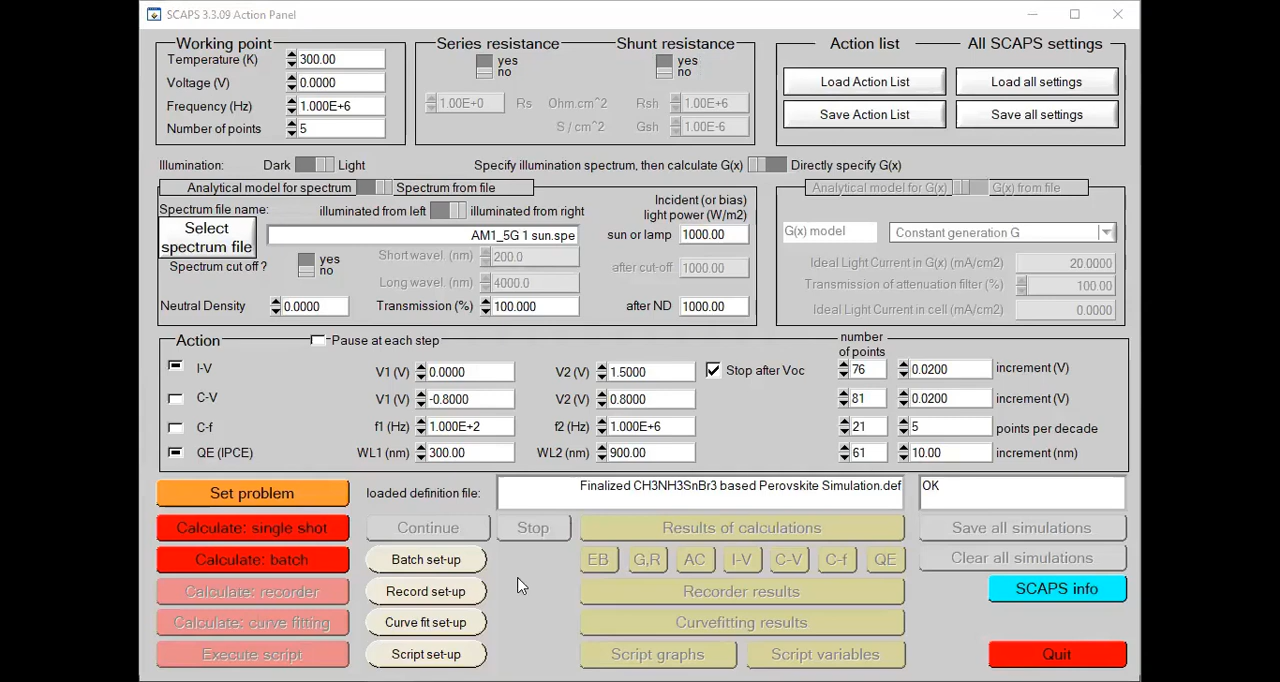 SCAPS 3.3.09 Action Panel
Working point
Temperature (K) 300.00
Voltage (V) 0.0000
Frequency (Hz) 1.000E+6
Number of points 5
Series resistance Shunt resistance
yes yes
no no
1.00E+0 Rs Ohm.cm^2 Rsh 1.00E+6
S / cm^2 Gsh 1.00E-6
Action list All SCAPS settings
Load Action List Load all settings
Save Action List Save all settings
Illumination: Dark Light Specify illumination spectrum, then calculate G(x) Directly specify G(x)
Analytical model for spectrum Spectrum from file
Spectrum file name: illuminated from left illuminated from right
Select
spectrum file
AM1_5G 1 sun.spe
Incident (or bias)
light power (W/m2)
sun or lamp 1000.00
Spectrum cut off ? yes
no
Short wavel. (nm) 200.0
Long wavel. (nm) 4000.0
after cut-off 1000.00
Neutral Density 0.0000 Transmission (%) 100.000 after ND 1000.00
Analytical model for G(x) G(x) from file
G(x) model Constant generation G
Ideal Light Current in G(x) (mA/cm2) 20.0000
Transmission of attenuation filter (%) 100.00
Ideal Light Current in cell (mA/cm2) 0.0000
Action Pause at each step
number
of points
I-V V1 (V) 0.0000 V2 (V) 1.5000 Stop after Voc 76 0.0200 increment (V)
C-V V1 (V) -0.8000 V2 (V) 0.8000 81 0.0200 increment (V)
C-f f1 (Hz) 1.000E+2 f2 (Hz) 1.000E+6 21 5 points per decade
QE (IPCE) WL1 (nm) 300.00 WL2 (nm) 900.00 61 10.00 increment (nm)
Set problem loaded definition file: Finalized CH3NH3SnBr3 based Perovskite Simulation.def OK
Calculate: single shot Continue Stop Results of calculations Save all simulations
Calculate: batch Batch set-up EB G,R AC I-V C-V C-f QE Clear all simulations
Calculate: recorder Record set-up Recorder results SCAPS info
Calculate: curve fitting Curve fit set-up Curvefitting results
Execute script Script set-up Script graphs Script variables Quit